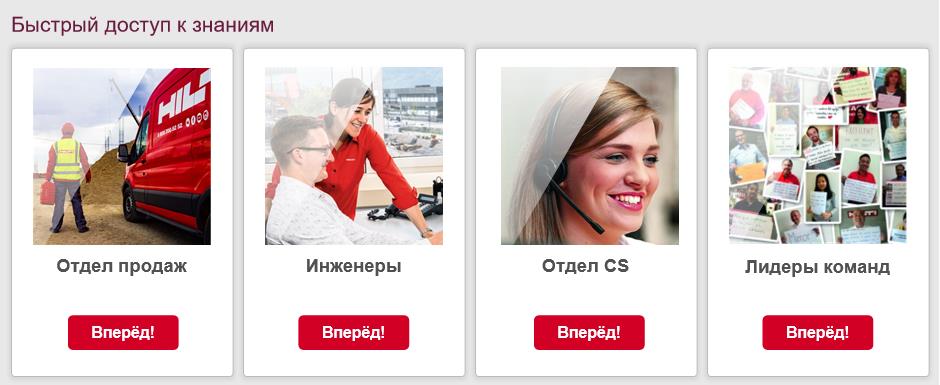 Быстрый доступ к знаниям
HILTI
Отдел продаж
Инженеры
Отдел CS
Лидеры команд
Вперёд!
Вперёд!
Вперёд!
Вперёд!